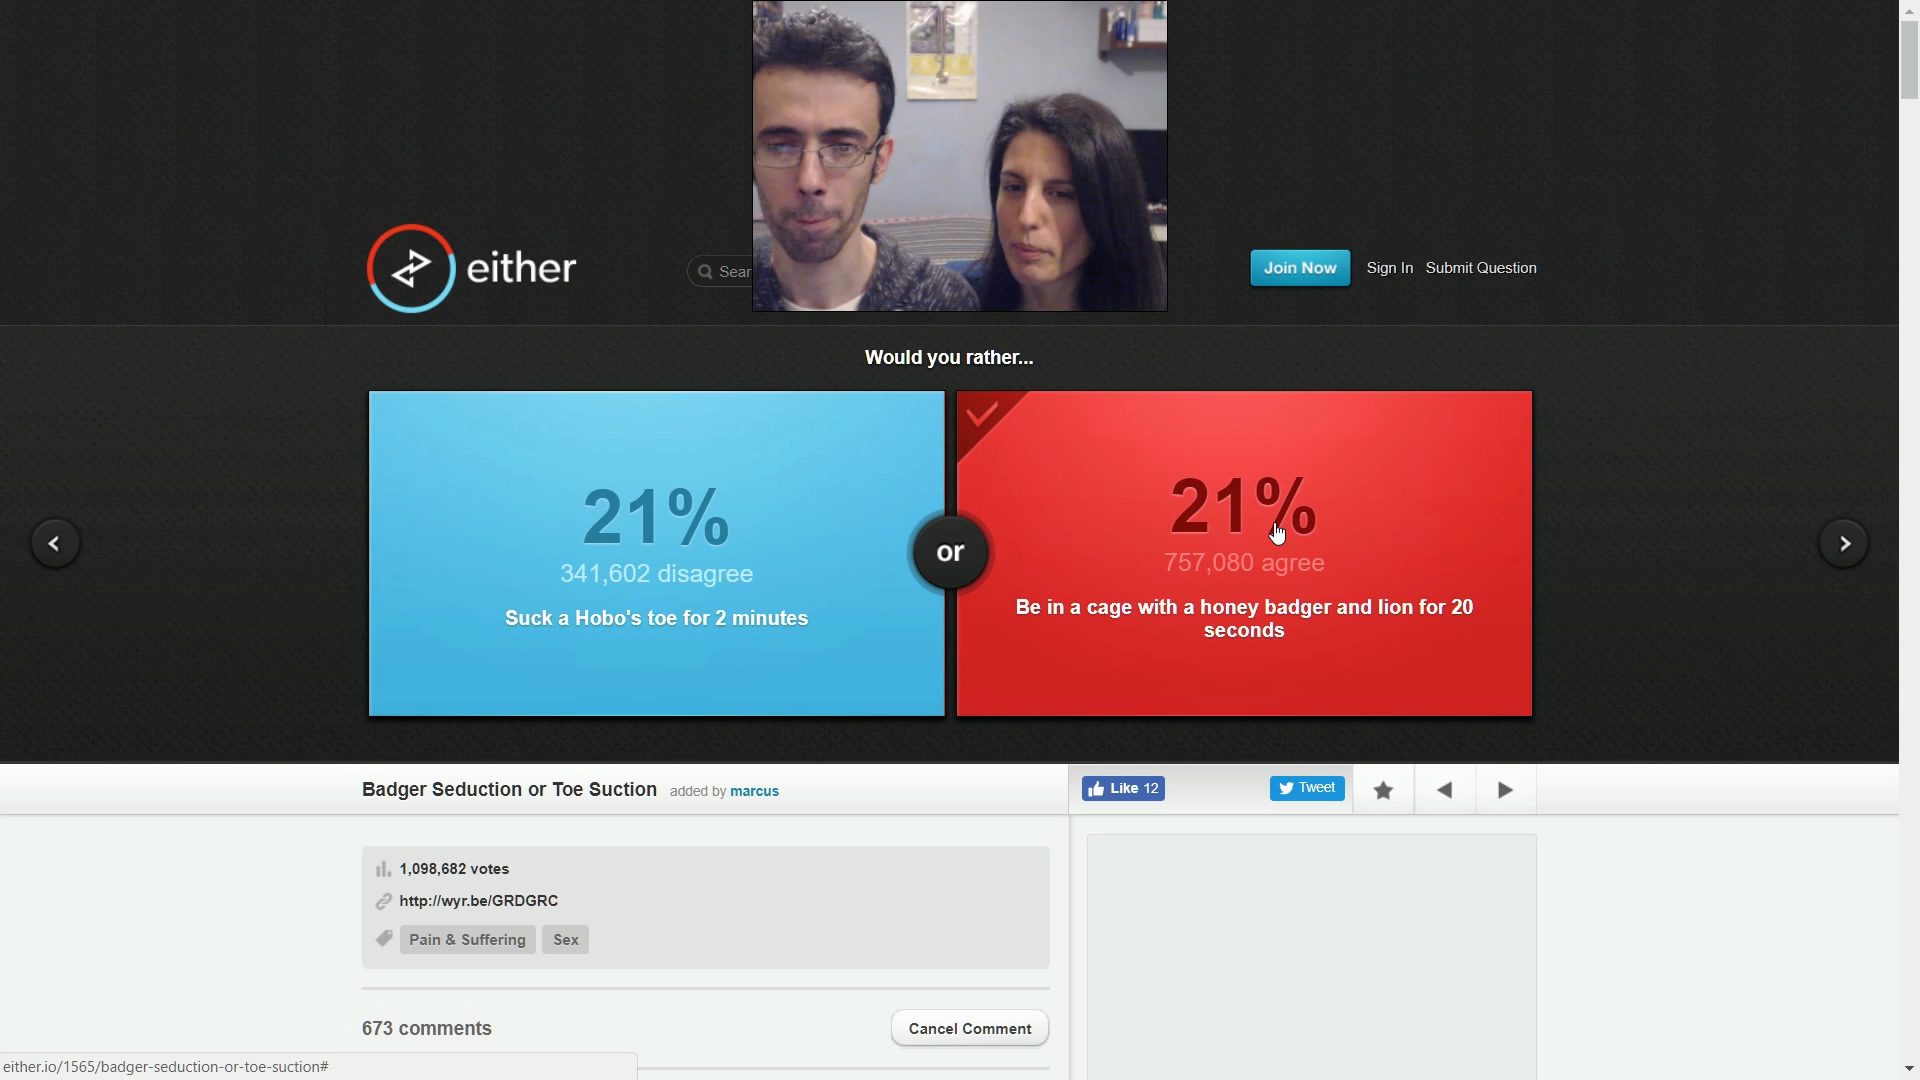 either
Sear
Join Now
Sign In
Submit Question
Would you rather...
21%
341,602 disagree
Suck a Hobo's toe for 2 minutes
or
21%
757,080 agree
Be in a cage with a honey badger and lion for 20
seconds
Badger Seduction or Toe Suction added by marcus
Like 12
Tweet
1,098,682 votes
http://wyr.be/GRDGRC
Pain & Suffering
Sex
673 comments
Cancel Comment
either.io/1565/badger-seduction-or-toe-suction#